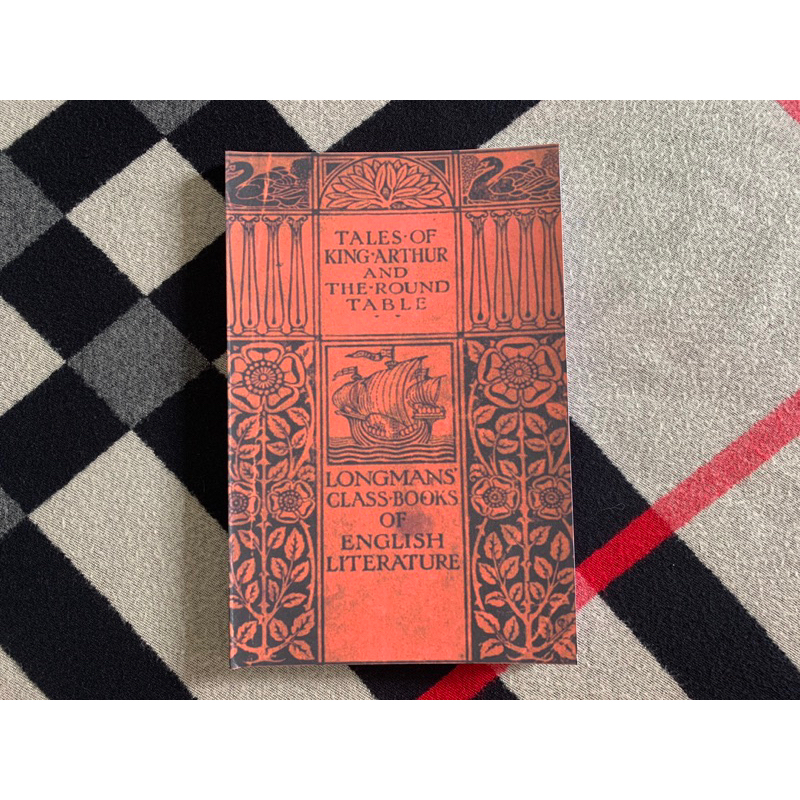 TALES·OF
KING·ARTHUR
AND
THE·ROUND
TABLE
LONGMANS'
CLASS·BOOKS
OF
ENGLISH
LITERATURE